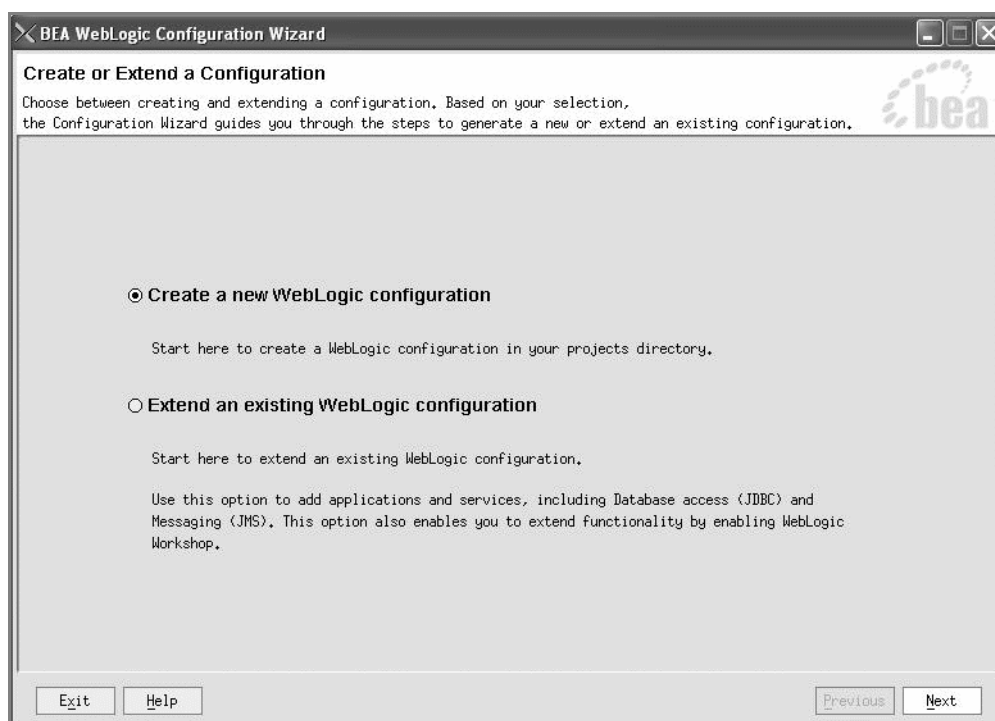 BEA WebLogic Configuration Wizard
Create or Extend a Configuration
Choose between creating and extending a configuration. Based on your selection,
the Configuration Wizard guides you through the steps to generate a new or extend an existing configuration.
bea
Create a new WebLogic configuration
Start here to create a WebLogic configuration in your projects directory.
Extend an existing WebLogic configuration
Start here to extend an existing WebLogic configuration.
Use this option to add applications and services, including Database access (JDBC) and
Messaging (JMS). This option also enables you to extend functionality by enabling WebLogic
Workshop.
Exit Help Previous Next